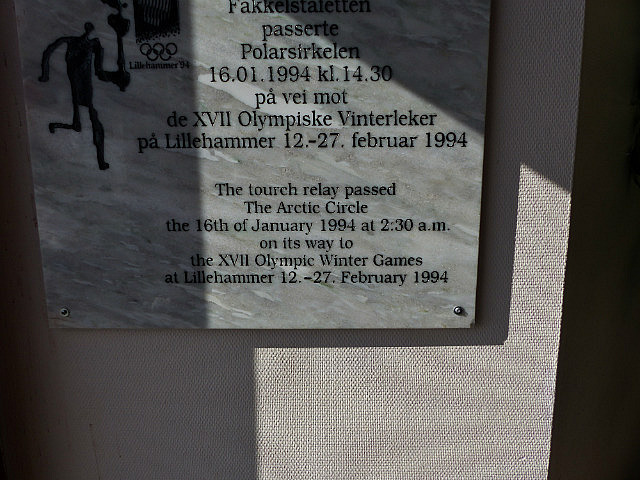 Fakkelstafetten
passerte
Polarsirkelen
16.01.1994 kl.14.30
på vei mot
de XVII Olympiske Vinterleker
på Lillehammer 12.-27. februar 1994
Lillehammer '94
The tourch relay passed
The Arctic Circle
the 16th of January 1994 at 2:30 a.m.
on its way to
the XVII Olympic Winter Games
at Lillehammer 12.-27. February 1994